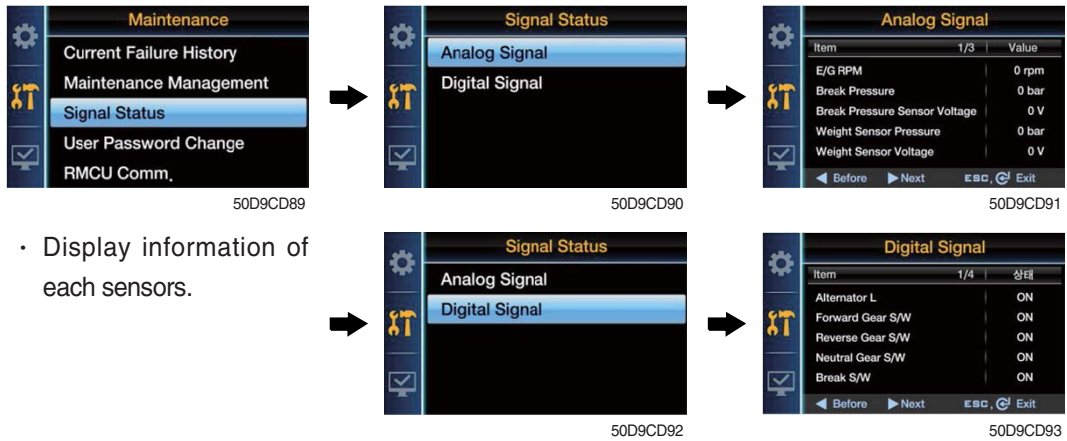 Maintenance
Current Failure History
Maintenance Management
Signal Status
User Password Change
RMCU Comm.
50D9CD89
Signal Status
Analog Signal
Digital Signal
50D9CD90
Analog Signal
Item 1/3 Value
E/G RPM 0 rpm
Break Pressure 0 bar
Break Pressure Sensor Voltage 0 V
Weight Sensor Pressure 0 bar
Weight Sensor Voltage 0 V
Before Next ESC, Exit
50D9CD91
· Display information of
each sensors.
Signal Status
Analog Signal
Digital Signal
50D9CD92
Digital Signal
Item 1/4 상태
Alternator L ON
Forward Gear S/W ON
Reverse Gear S/W ON
Neutral Gear S/W ON
Break S/W ON
Before Next ESC, Exit
50D9CD93